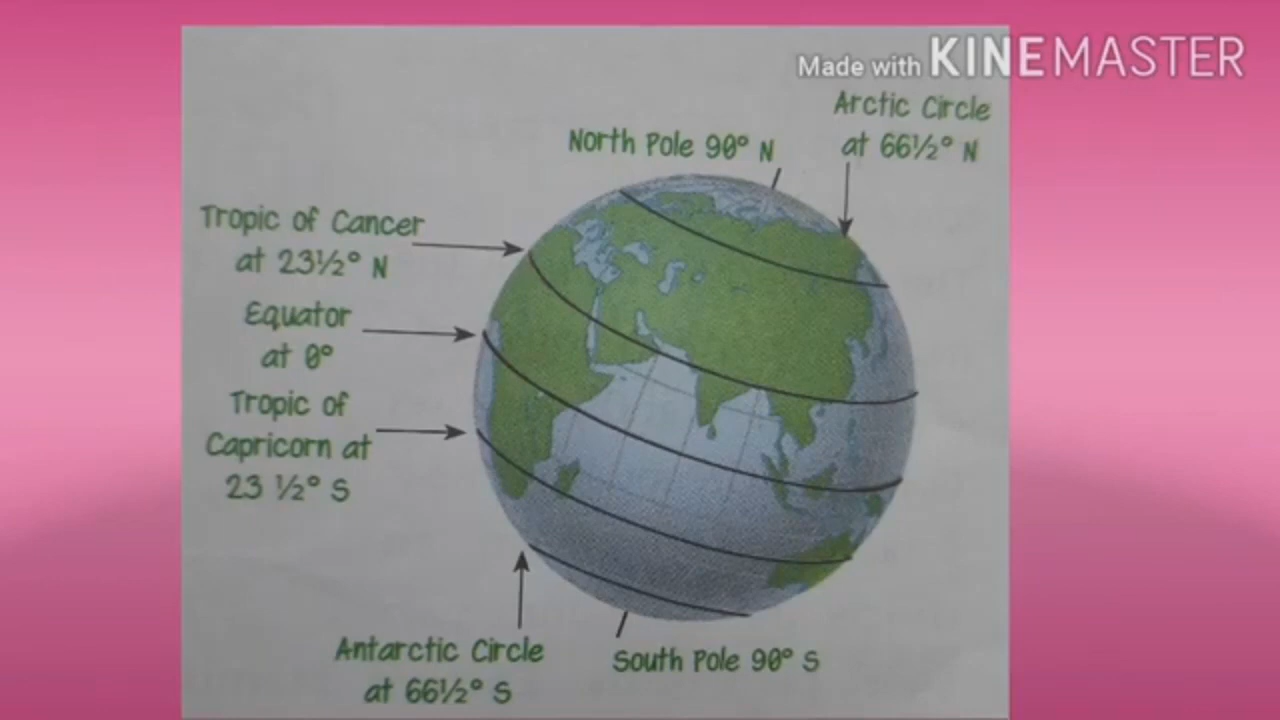 Made with KINEMASTER
Arctic Circle
at 66½° N
North Pole 90° N
Tropic of Cancer
at 23½° N
Equator
at 0°
Tropic of
Capricorn at
23 ½° S
Antarctic Circle
at 66½° S
South Pole 90° S